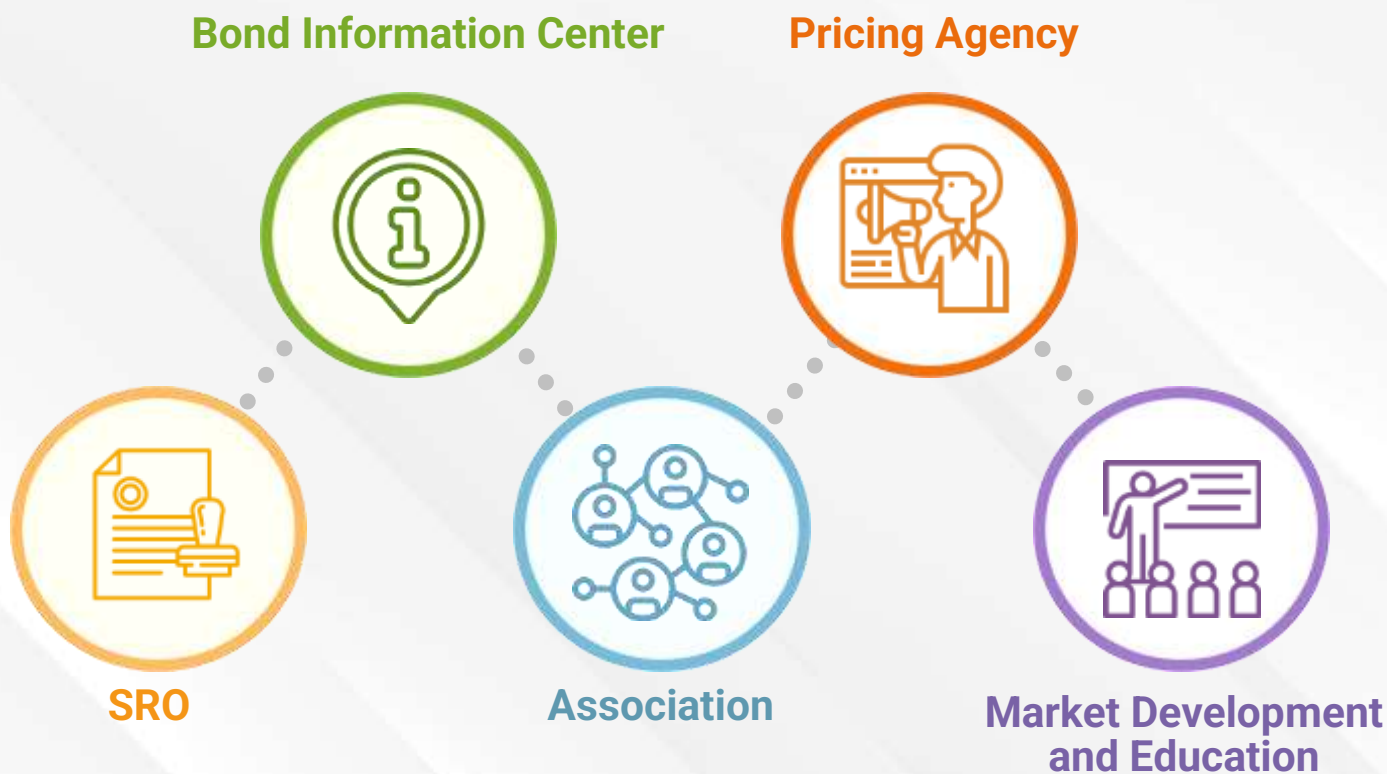 Bond Information Center
Pricing Agency
SRO
Association
Market Development
and Education